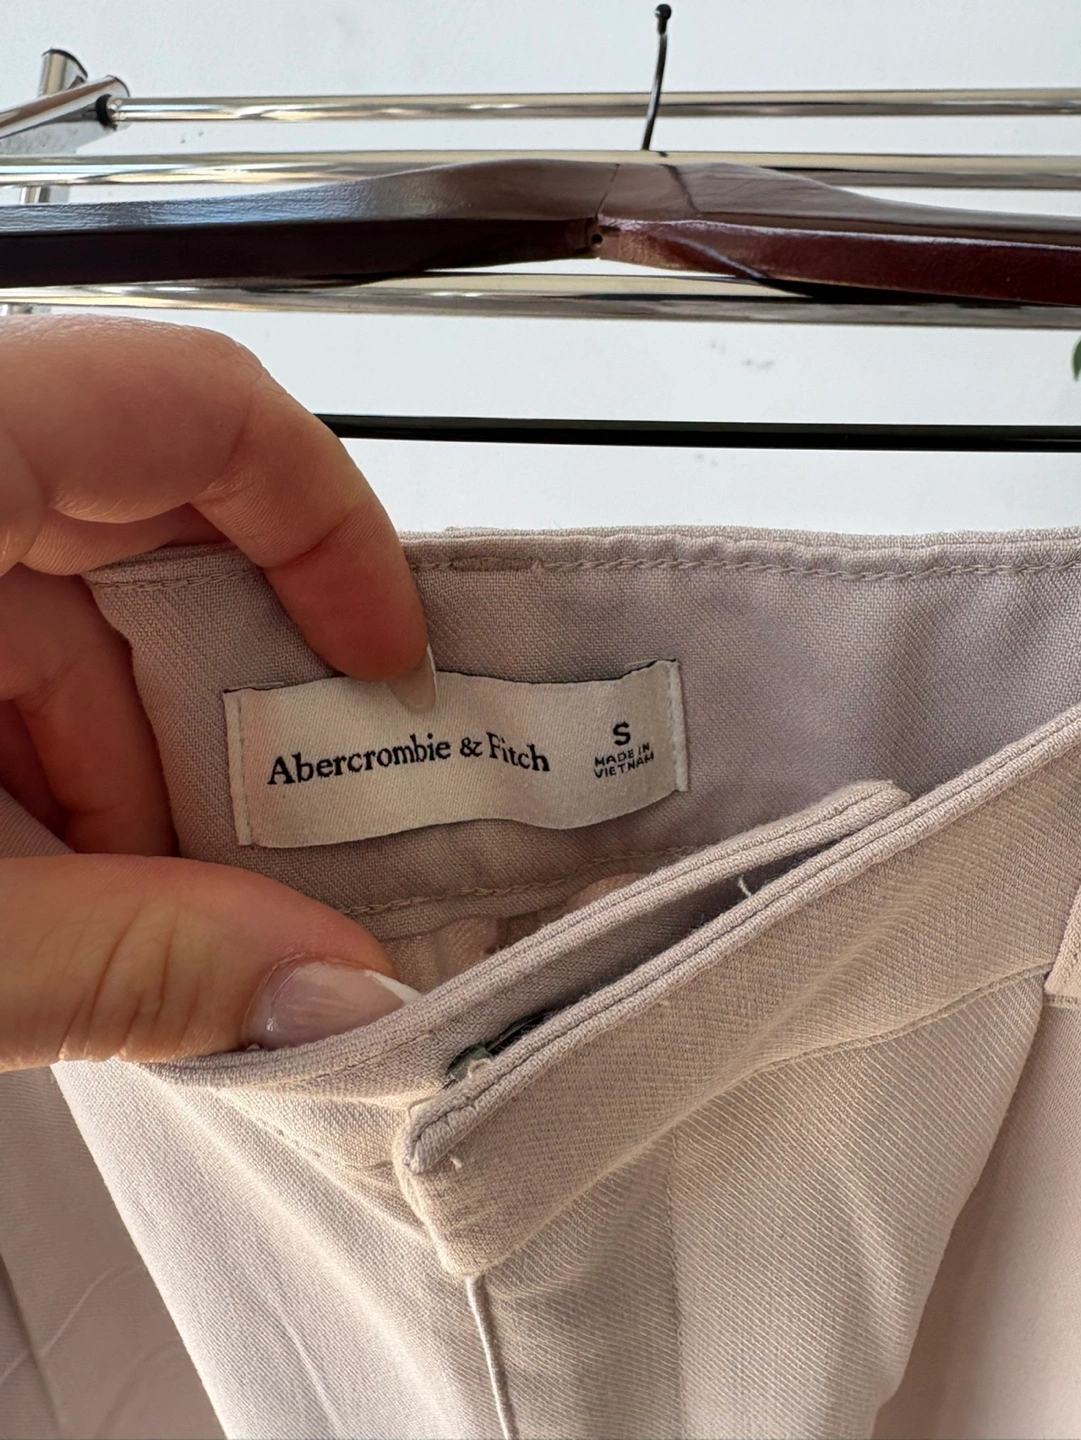 Abercrombie & Fitch
S
MADE IN
VIETNAM